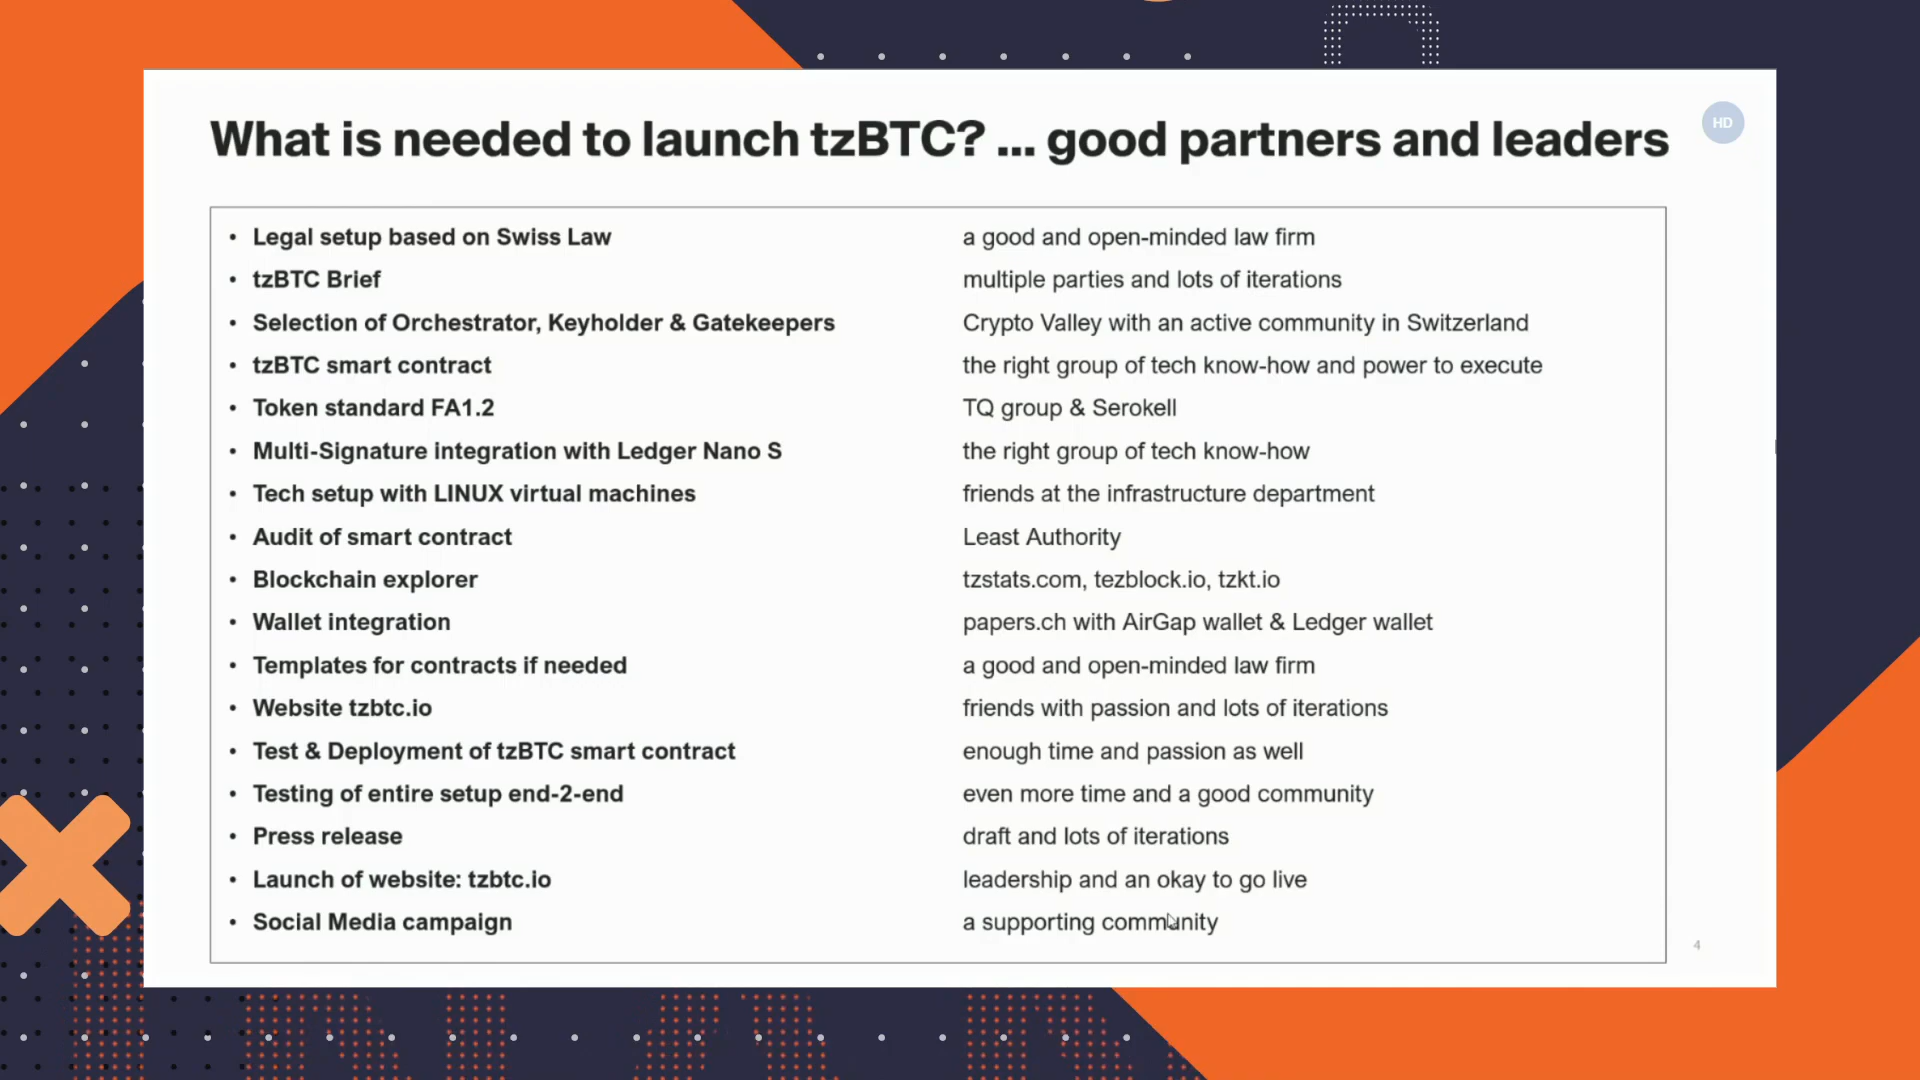 What is needed to launch tzBTC? ... good partners and leaders
HD
• Legal setup based on Swiss Law a good and open-minded law firm
• tzBTC Brief multiple parties and lots of iterations
• Selection of Orchestrator, Keyholder & Gatekeepers Crypto Valley with an active community in Switzerland
• tzBTC smart contract the right group of tech know-how and power to execute
• Token standard FA1.2 TQ group & Serokell
• Multi-Signature integration with Ledger Nano S the right group of tech know-how
• Tech setup with LINUX virtual machines friends at the infrastructure department
• Audit of smart contract Least Authority
• Blockchain explorer tzstats.com, tezblock.io, tzkt.io
• Wallet integration papers.ch with AirGap wallet & Ledger wallet
• Templates for contracts if needed a good and open-minded law firm
• Website tzbtc.io friends with passion and lots of iterations
• Test & Deployment of tzBTC smart contract enough time and passion as well
• Testing of entire setup end-2-end even more time and a good community
• Press release draft and lots of iterations
• Launch of website: tzbtc.io leadership and an okay to go live
• Social Media campaign a supporting community
4